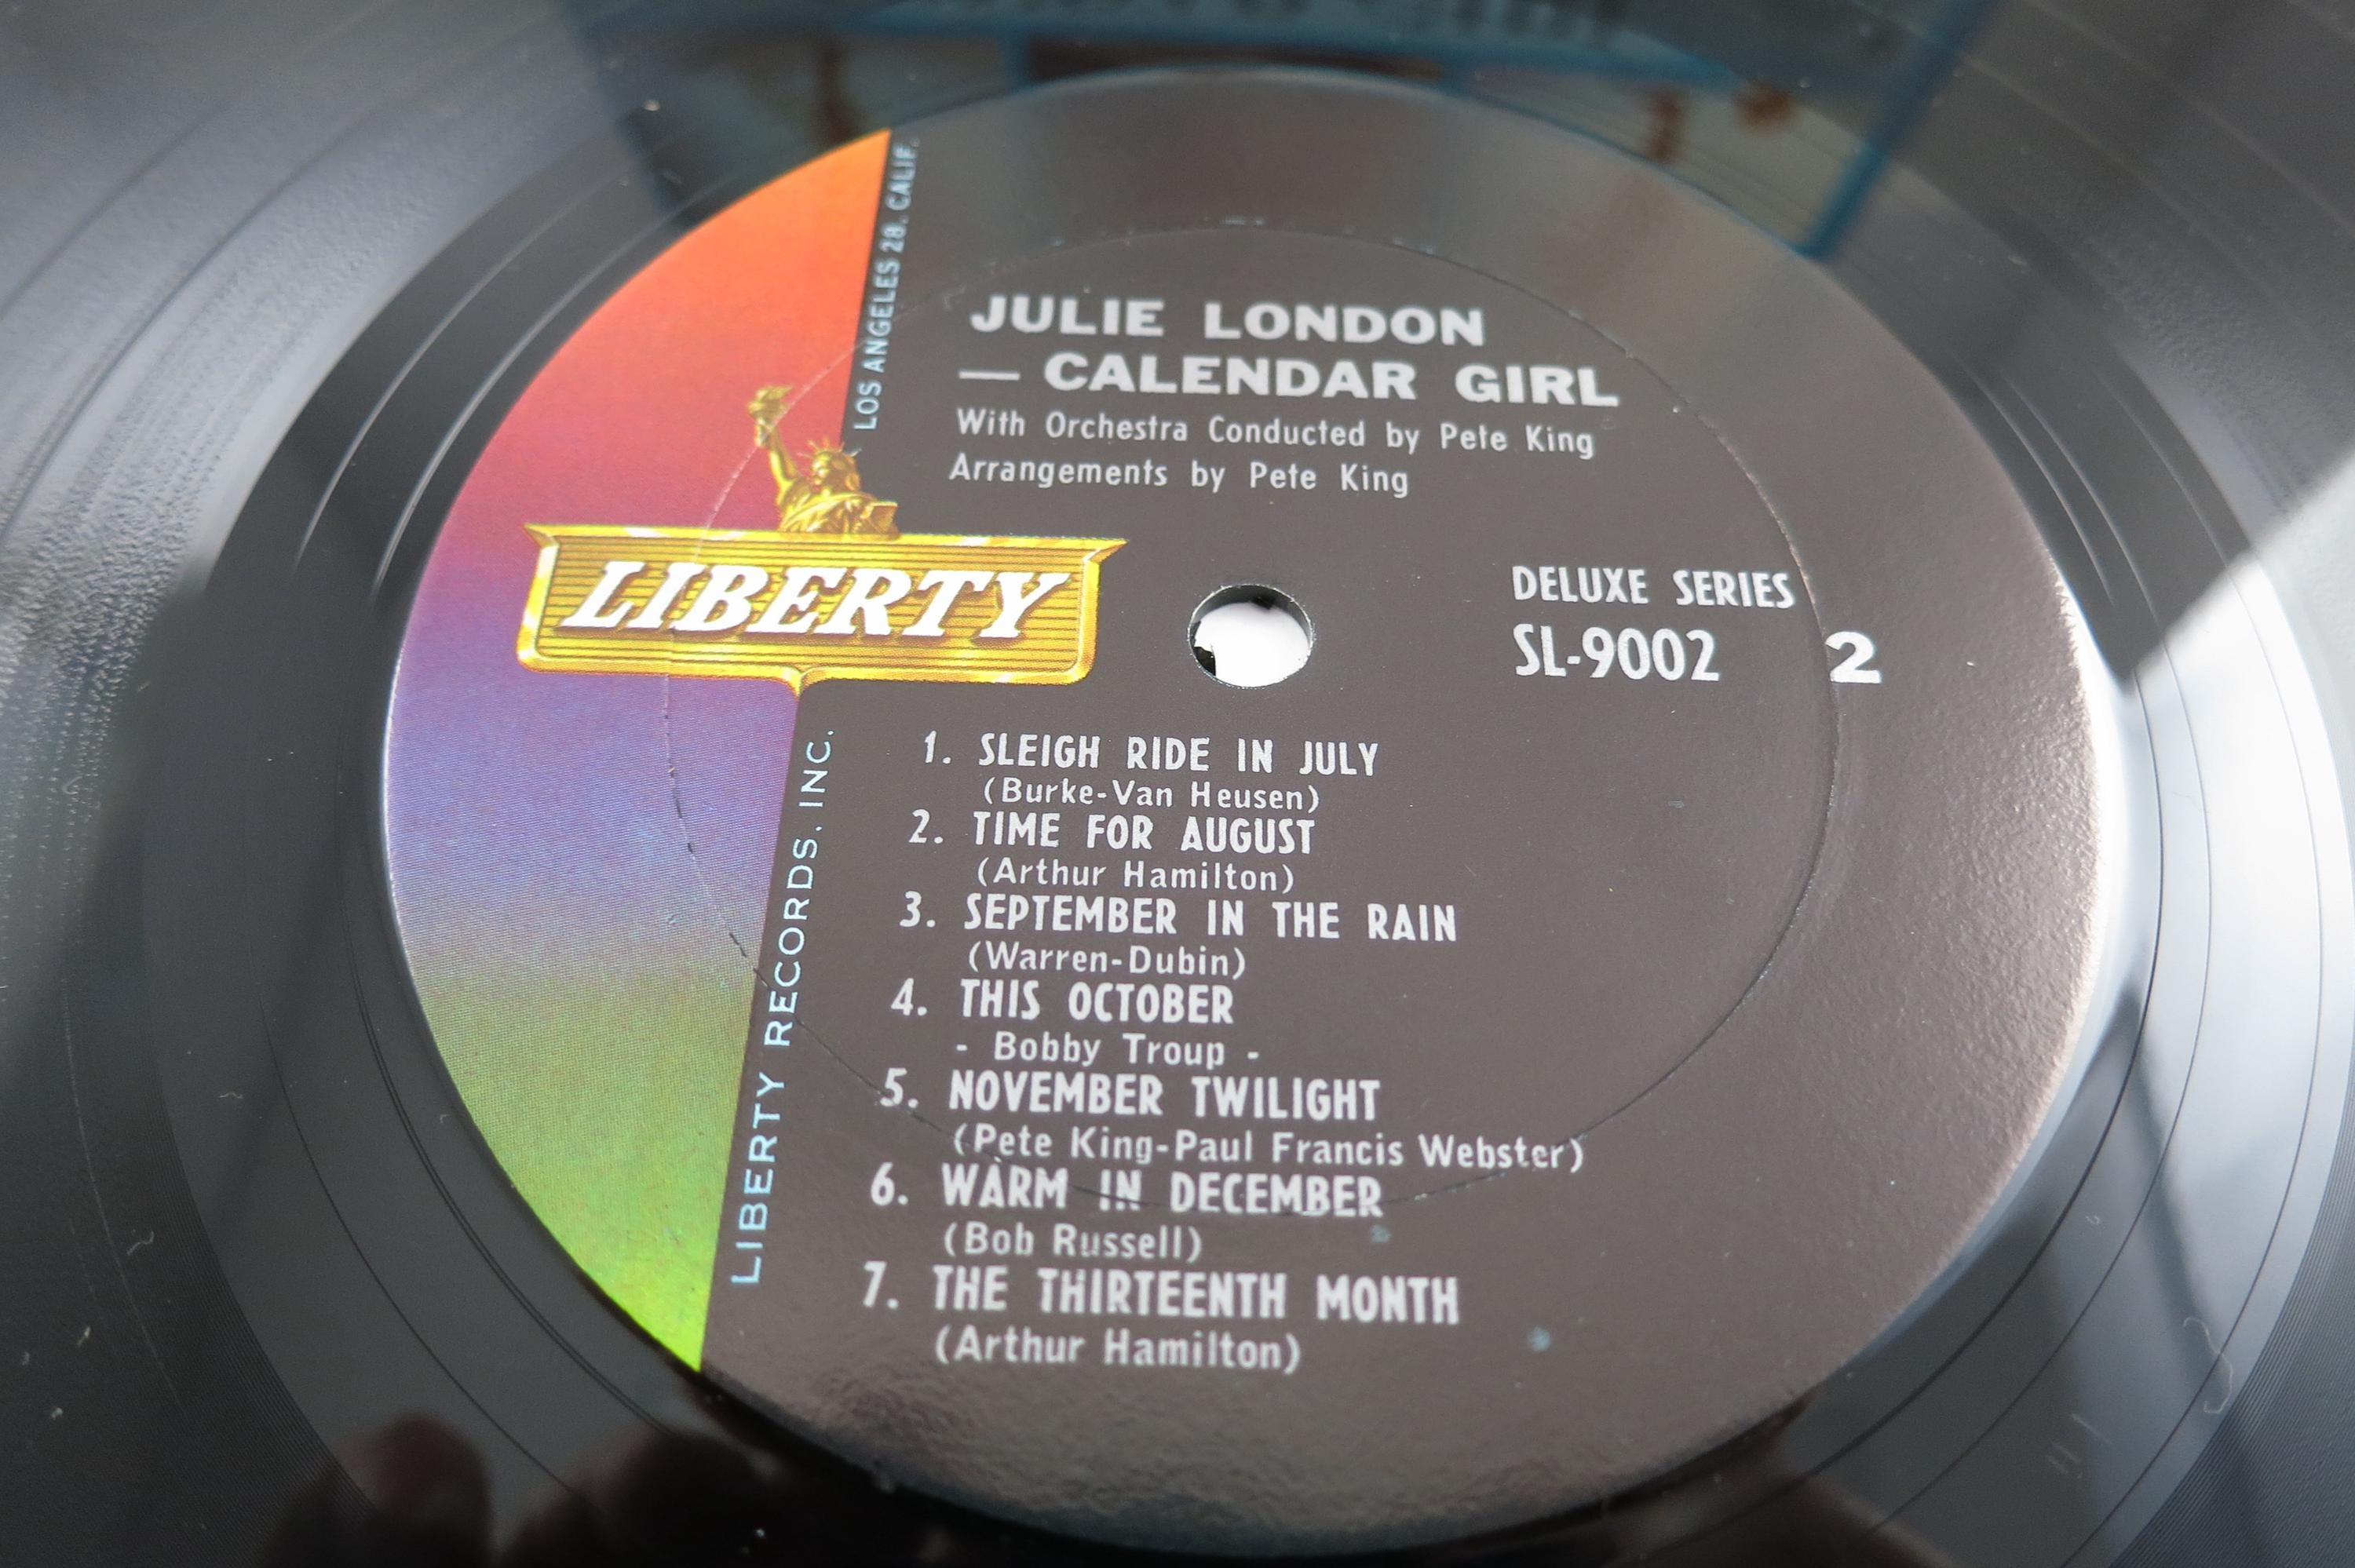 LOS ANGELES 28, CALIF.
JULIE LONDON
— CALENDAR GIRL
With Orchestra Conducted by Pete King
Arrangements by Pete King
LIBERTY
DELUXE SERIES
SL-9002 2
LIBERTY RECORDS, INC.
1. SLEIGH RIDE IN JULY
(Burke-Van Heusen)
2. TIME FOR AUGUST
(Arthur Hamilton)
3. SEPTEMBER IN THE RAIN
(Warren-Dubin)
4. THIS OCTOBER
- Bobby Troup -
5. NOVEMBER TWILIGHT
(Pete King-Paul Francis Webster)
6. WARM IN DECEMBER
(Bob Russell)
7. THE THIRTEENTH MONTH
(Arthur Hamilton)